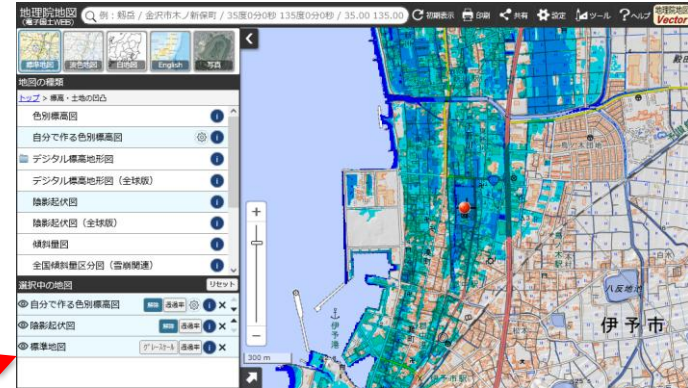 地理院地図
(電子国土WEB)
例:剱岳 / 金沢市木ノ新保町 / 35度0分0秒 135度0分0秒 / 35.00 135.00
初期表示
印刷
共有
設定
ツール
ヘルプ
地理院地図
Vector
標準地図
淡色地図
白地図
English
写真
地図の種類
トップ > 標高・土地の凹凸
色別標高図
自分で作る色別標高図
デジタル標高地形図
デジタル標高地形図(全球版)
陰影起伏図
陰影起伏図(全球版)
傾斜量図
全国傾斜量区分図(雪崩関連)
選択中の地図
リセット
自分で作る色別標高図
解除
透過率
陰影起伏図
解除
透過率
標準地図
グレースケール
透過率
300 m
伊予港
八反地
伊予市
伊予市駅